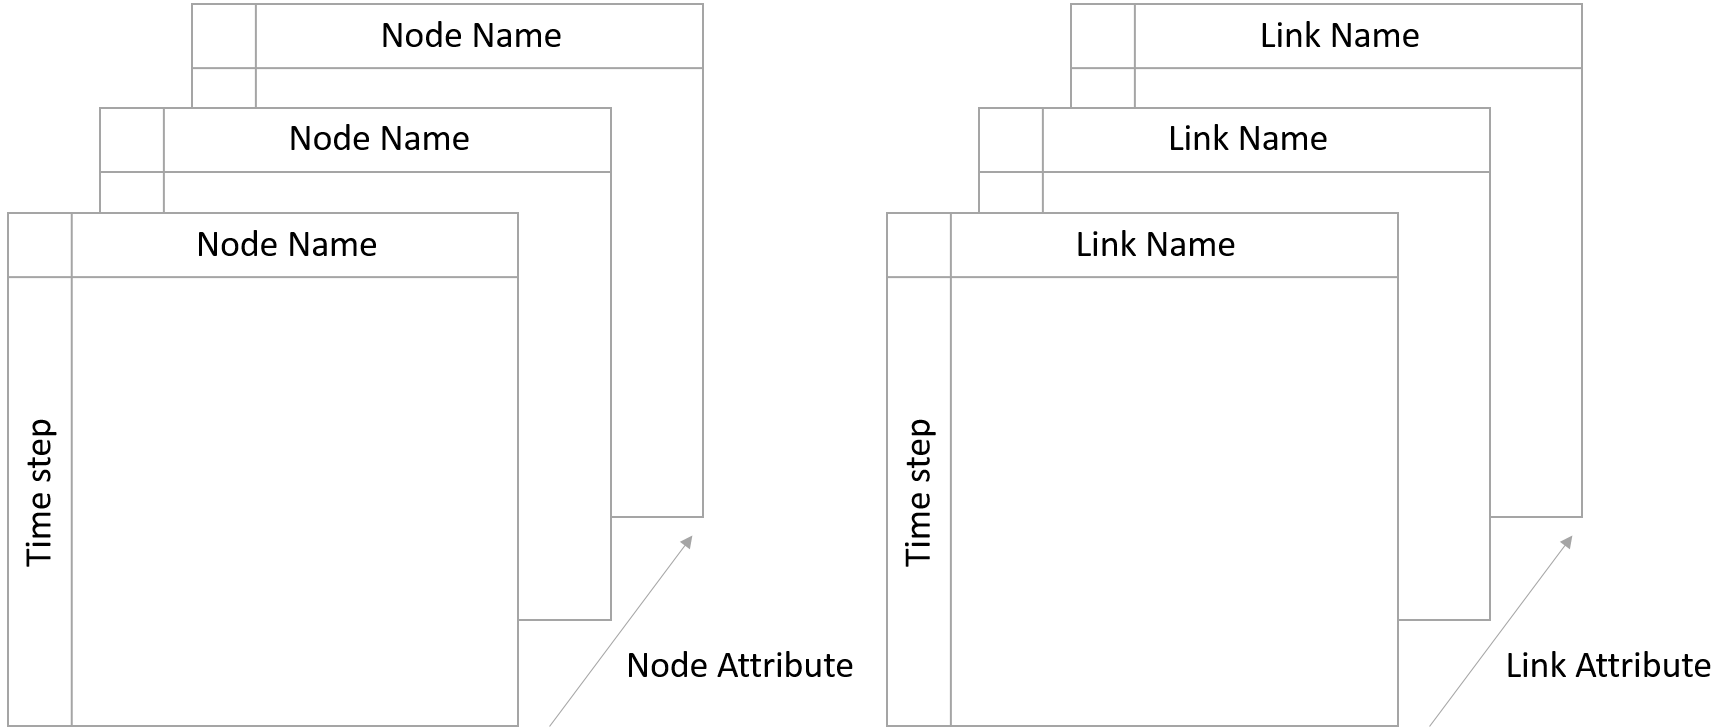 Node Name
Node Name
Node Name
Time step
Node Attribute
Link Name
Link Name
Link Name
Time step
Link Attribute